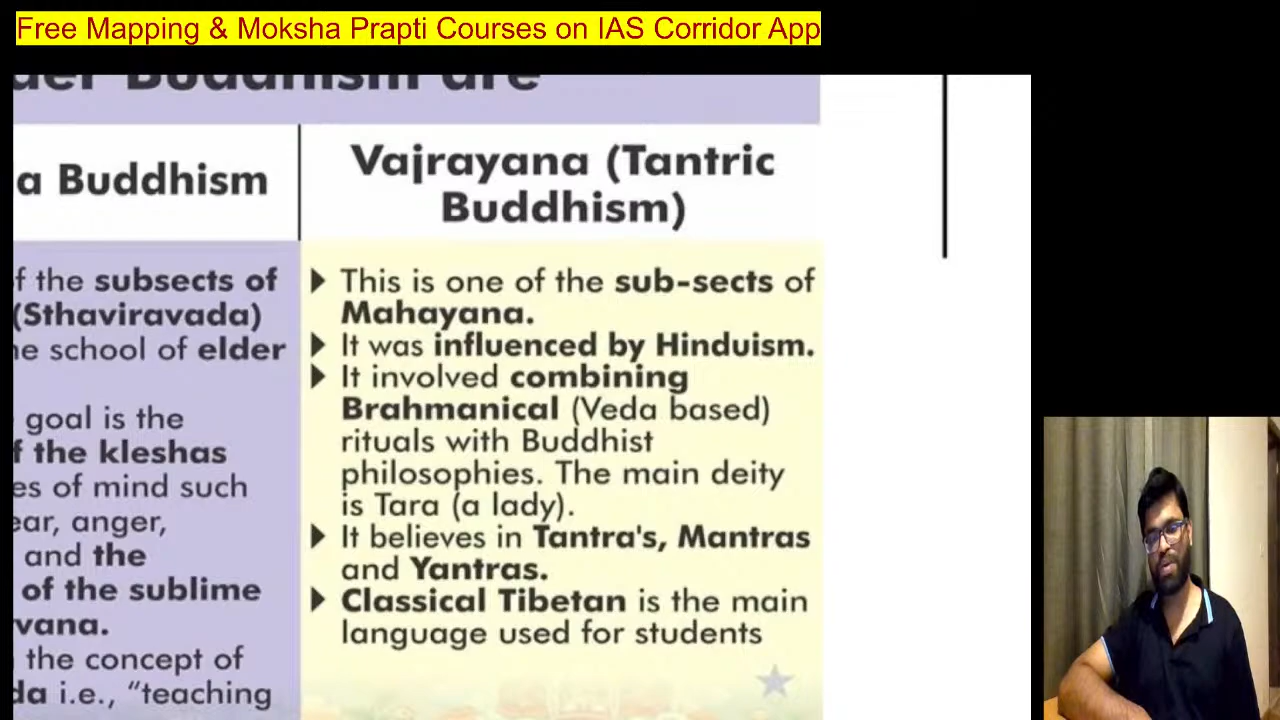 Free Mapping & Moksha Prapti Courses on IAS Corridor App
der Buddhism are
a Buddhism
f the subsects of
(Sthaviravada)
he school of elder
goal is the
f the kleshas
es of mind such
ear, anger,
and the
of the sublime
vana.
the concept of
da i.e., “teaching
Vajrayana (Tantric
Buddhism)
This is one of the sub-sects of
Mahayana.
It was influenced by Hinduism.
It involved combining
Brahmanical (Veda based)
rituals with Buddhist
philosophies. The main deity
is Tara (a lady).
It believes in Tantra's, Mantras
and Yantras.
Classical Tibetan is the main
language used for students